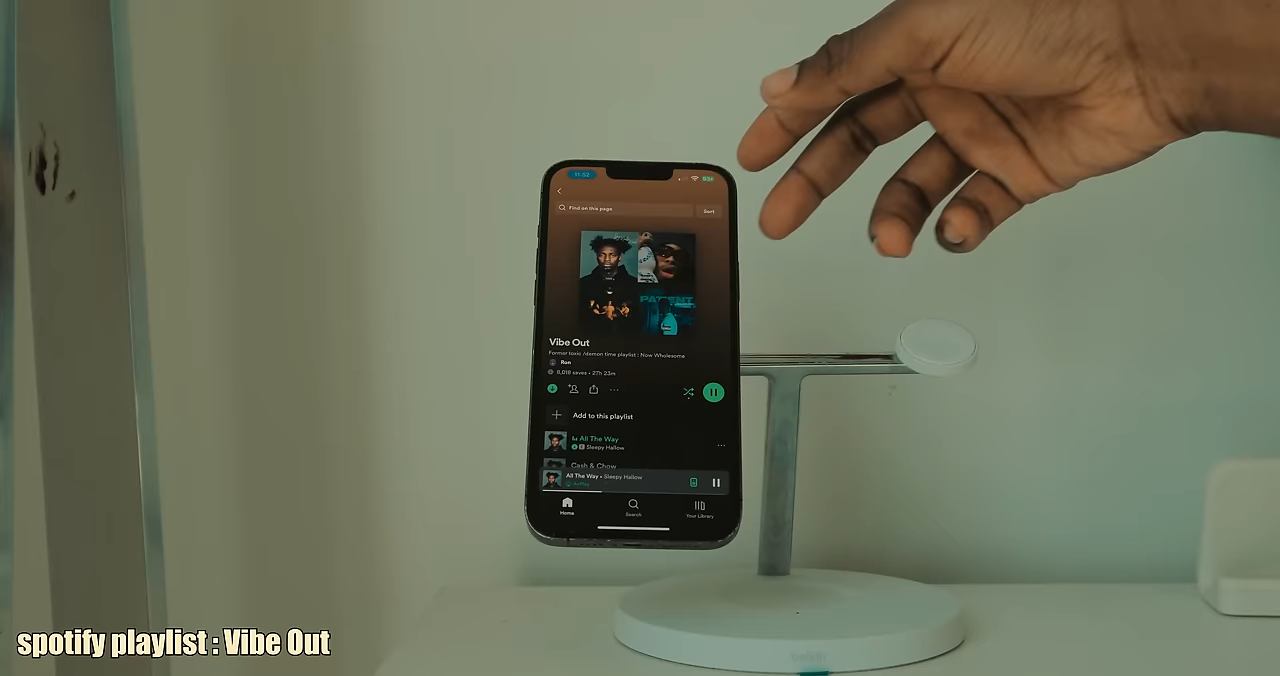 11:52
Find on this page
Sort
PATIENT
Vibe Out
Former toxic /demon time playlist : Now Wholesome
Ron
8,018 saves • 27h 23m
Add to this playlist
All The Way
E Sleepy Hallow
Cash & Chow
All The Way • Sleepy Hallow
AirPlay
Home
Search
Your Library
spotify playlist : Vibe Out